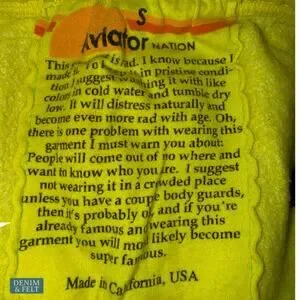 S
Aviator NATION
This is rad. I know because I
made it in pristine condi-
tion I suggest washing it with like
colors in cold water and tumble dry
low. It will distress naturally and
become even more rad with age. Oh,
there is one problem with wearing this
garment I must warn you about:
People will come out of no where and
want to know who you are. I suggest
not wearing it in a crowded place
unless you have a coupe body guards,
then it's probably ok, and if you're
already famous and wearing this
garment you will most likely become
super famous.
Made in California, USA
DENIM
& FELT